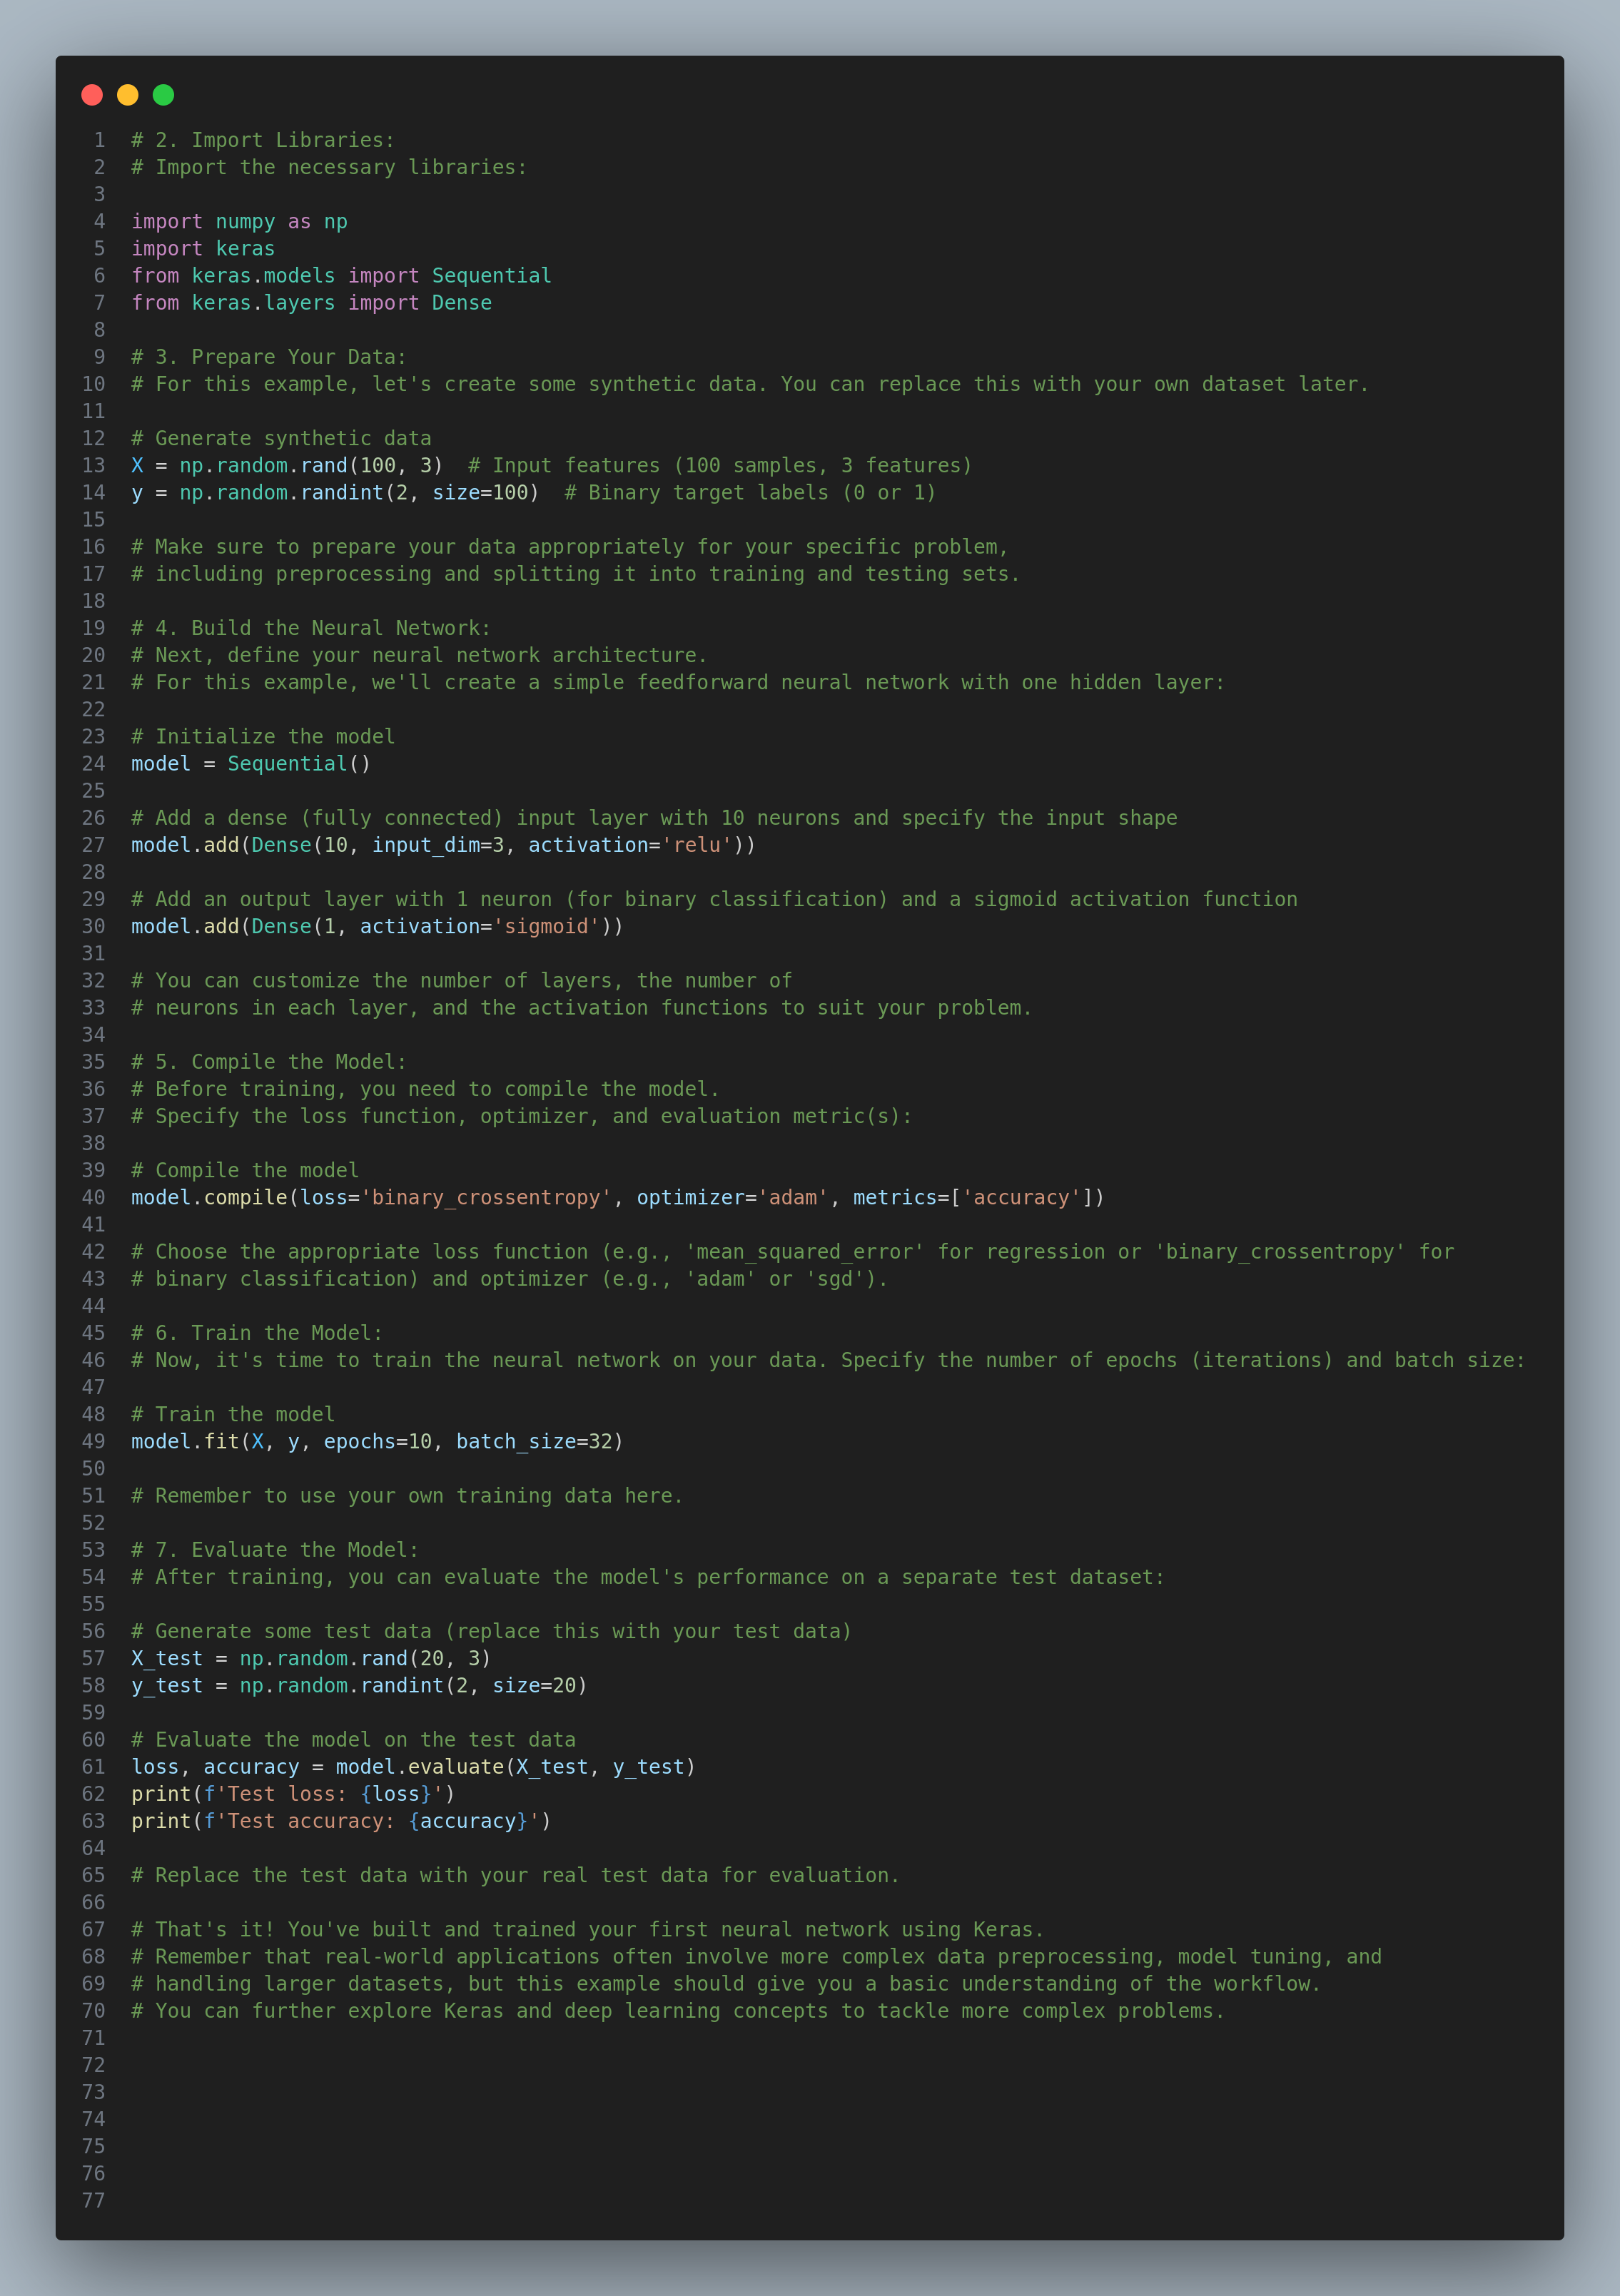 1 # 2. Import Libraries:
2 # Import the necessary libraries:
3
4 import numpy as np
5 import keras
6 from keras.models import Sequential
7 from keras.layers import Dense
8
9 # 3. Prepare Your Data:
10 # For this example, let's create some synthetic data. You can replace this with your own dataset later.
11
12 # Generate synthetic data
13 X = np.random.rand(100, 3)  # Input features (100 samples, 3 features)
14 y = np.random.randint(2, size=100)  # Binary target labels (0 or 1)
15
16 # Make sure to prepare your data appropriately for your specific problem,
17 # including preprocessing and splitting it into training and testing sets.
18
19 # 4. Build the Neural Network:
20 # Next, define your neural network architecture.
21 # For this example, we'll create a simple feedforward neural network with one hidden layer:
22
23 # Initialize the model
24 model = Sequential()
25
26 # Add a dense (fully connected) input layer with 10 neurons and specify the input shape
27 model.add(Dense(10, input_dim=3, activation='relu'))
28
29 # Add an output layer with 1 neuron (for binary classification) and a sigmoid activation function
30 model.add(Dense(1, activation='sigmoid'))
31
32 # You can customize the number of layers, the number of
33 # neurons in each layer, and the activation functions to suit your problem.
34
35 # 5. Compile the Model:
36 # Before training, you need to compile the model.
37 # Specify the loss function, optimizer, and evaluation metric(s):
38
39 # Compile the model
40 model.compile(loss='binary_crossentropy', optimizer='adam', metrics=['accuracy'])
41
42 # Choose the appropriate loss function (e.g., 'mean_squared_error' for regression or 'binary_crossentropy' for
43 # binary classification) and optimizer (e.g., 'adam' or 'sgd').
44
45 # 6. Train the Model:
46 # Now, it's time to train the neural network on your data. Specify the number of epochs (iterations) and batch size:
47
48 # Train the model
49 model.fit(X, y, epochs=10, batch_size=32)
50
51 # Remember to use your own training data here.
52
53 # 7. Evaluate the Model:
54 # After training, you can evaluate the model's performance on a separate test dataset:
55
56 # Generate some test data (replace this with your test data)
57 X_test = np.random.rand(20, 3)
58 y_test = np.random.randint(2, size=20)
59
60 # Evaluate the model on the test data
61 loss, accuracy = model.evaluate(X_test, y_test)
62 print(f'Test loss: {loss}')
63 print(f'Test accuracy: {accuracy}')
64
65 # Replace the test data with your real test data for evaluation.
66
67 # That's it! You've built and trained your first neural network using Keras.
68 # Remember that real-world applications often involve more complex data preprocessing, model tuning, and
69 # handling larger datasets, but this example should give you a basic understanding of the workflow.
70 # You can further explore Keras and deep learning concepts to tackle more complex problems.
71
72
73
74
75
76
77